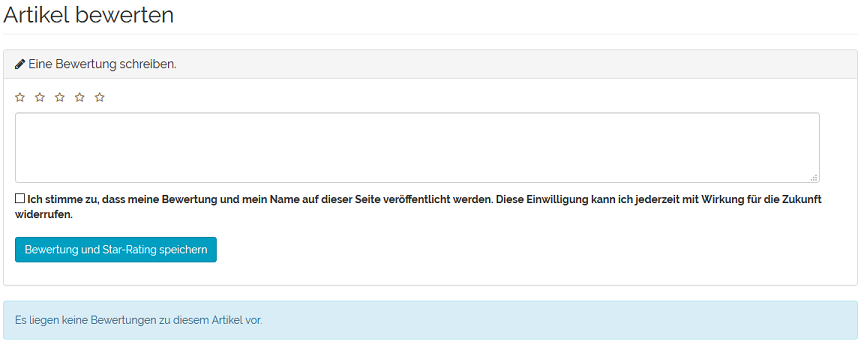 Artikel bewerten
Eine Bewertung schreiben.
Ich stimme zu, dass meine Bewertung und mein Name auf dieser Seite veröffentlicht werden. Diese Einwilligung kann ich jederzeit mit Wirkung für die Zukunft
widerrufen.
Bewertung und Star-Rating speichern
Es liegen keine Bewertungen zu diesem Artikel vor.